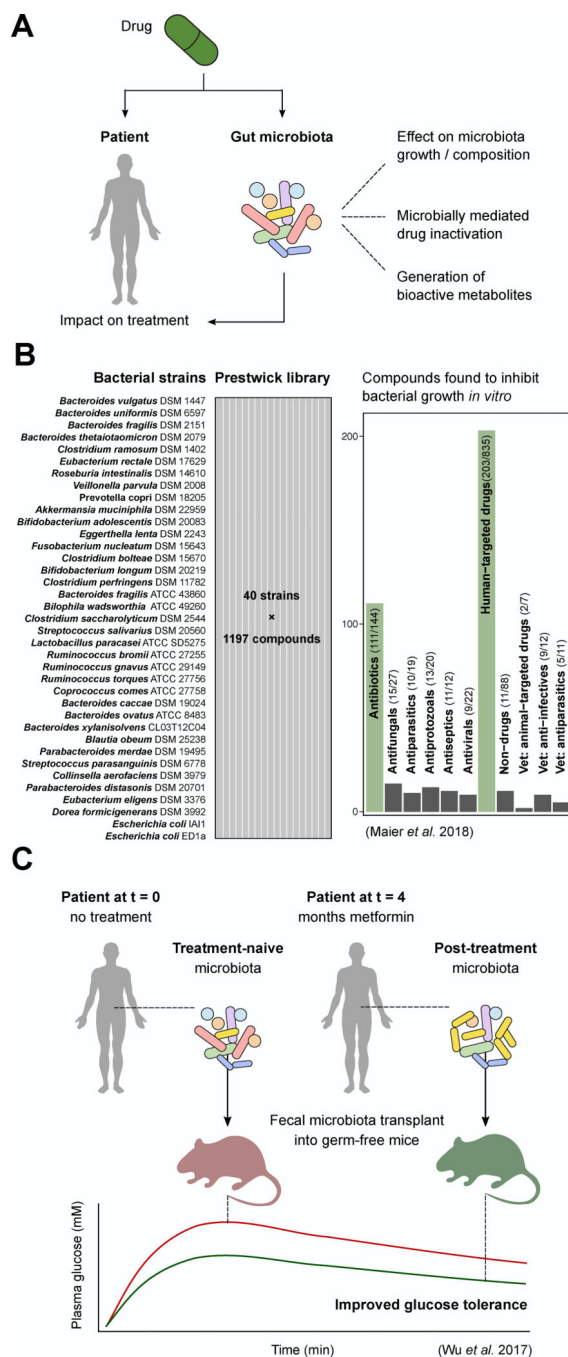 A
Drug
Patient
Gut microbiota
Effect on microbiota
growth / composition
Microbially mediated
drug inactivation
Generation of
bioactive metabolites
Impact on treatment
B
Bacterial strains
Prestwick library
Bacteroides vulgatus DSM 1447
Bacteroides uniformis DSM 6597
Bacteroides fragilis DSM 2151
Bacteroides thetaiotaomicron DSM 2079
Clostridium ramosum DSM 1402
Eubacterium rectale DSM 17629
Roseburia intestinalis DSM 14610
Veillonella parvula DSM 2008
Prevotella copri DSM 18205
Akkermansia muciniphila DSM 22959
Bifidobacterium adolescentis DSM 20083
Eggerthella lenta DSM 2243
Fusobacterium nucleatum DSM 15643
Clostridium bolteae DSM 15670
Bifidobacterium longum DSM 20219
Clostridium perfringens DSM 11782
Bacteroides fragilis ATCC 43860
Bilophila wadsworthia ATCC 49260
Clostridium saccharolyticum DSM 2544
Streptococcus salivarius DSM 20560
Lactobacillus paracasei ATCC SD5275
Ruminococcus bromii ATCC 27255
Ruminococcus gnavus ATCC 29149
Ruminococcus torques ATCC 27756
Coprococcus comes ATCC 27758
Bacteroides caccae DSM 19024
Bacteroides ovatus ATCC 8483
Bacteroides xylanisolvens CL03T12C04
Blautia obeum DSM 25238
Parabacteroides merdae DSM 19495
Streptococcus parasanguinis DSM 6778
Collinsella aerofaciens DSM 3979
Parabacteroides distasonis DSM 20701
Eubacterium eligens DSM 3376
Dorea formicigenerans DSM 3992
Escherichia coli IAI1
Escherichia coli ED1a
40 strains
×
1197 compounds
Compounds found to inhibit
bacterial growth in vitro
200
100
0
Antibiotics (111/144)
Antifungals (15/27)
Antiparasitics (10/19)
Antiprotozoals (13/20)
Antiseptics (11/12)
Antivirals (9/22)
Human-targeted drugs(203/835)
Non-drugs (11/88)
Vet: animal-targeted drugs (2/7)
Vet: anti-infectives (9/12)
Vet: antiparasitics (5/11)
(Maier et al. 2018)
C
Patient at t = 0
no treatment
Patient at t = 4
months metformin
Treatment-naive
microbiota
Post-treatment
microbiota
Fecal microbiota transplant
into germ-free mice
Plasma glucose (mM)
Improved glucose tolerance
Time (min)
(Wu et al. 2017)